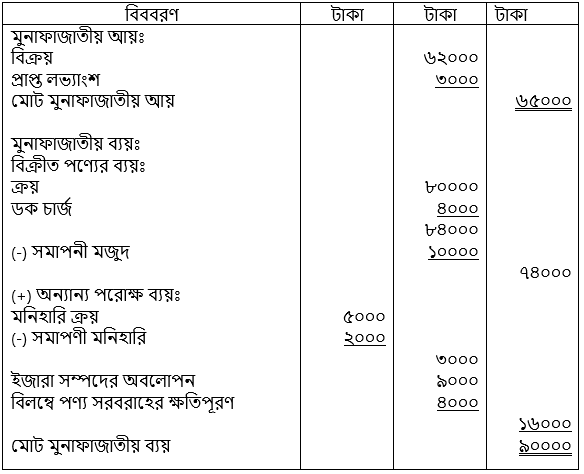 বিববরণ টাকা টাকা টাকা
মুনাফাজাতীয় আয়ঃ
বিক্রয় ৬২০০০
প্রাপ্ত লভ্যাংশ ৩০০০
মোট মুনাফাজাতীয় আয় ৬৫০০০
মুনাফাজাতীয় ব্যয়ঃ
বিক্রীত পণ্যের ব্যয়ঃ
ক্রয় ৮০০০০
ডক চার্জ ৪০০০
৮৪০০০
(-) সমাপনী মজুদ ১০০০০
৭৪০০০
(+) অন্যান্য পরোক্ষ ব্যয়ঃ
মনিহারি ক্রয় ৫০০০
(-) সমাপণী মনিহারি ২০০০
৩০০০
ইজারা সম্পদের অবলোপন ৯০০০
বিলম্বে পণ্য সরবরাহের ক্ষতিপূরণ ৪০০০
১৬০০০
মোট মুনাফাজাতীয় ব্যয় ৯০০০০